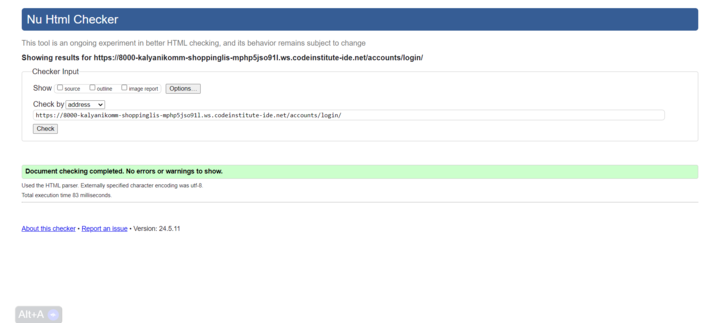 Nu Html Checker
This tool is an ongoing experiment in better HTML checking, and its behavior remains subject to change
Showing results for https://8000-kalyanikomm-shoppinglis-mphp5jso91l.ws.codeinstitute-ide.net/accounts/login/
Checker Input
Show source outline image report Options...
Check by address
https://8000-kalyanikomm-shoppinglis-mphp5jso91l.ws.codeinstitute-ide.net/accounts/login/
Check
Document checking completed. No errors or warnings to show.
Used the HTML parser. Externally specified character encoding was utf-8.
Total execution time 83 milliseconds.
About this checker • Report an issue • Version: 24.5.11
Alt+A